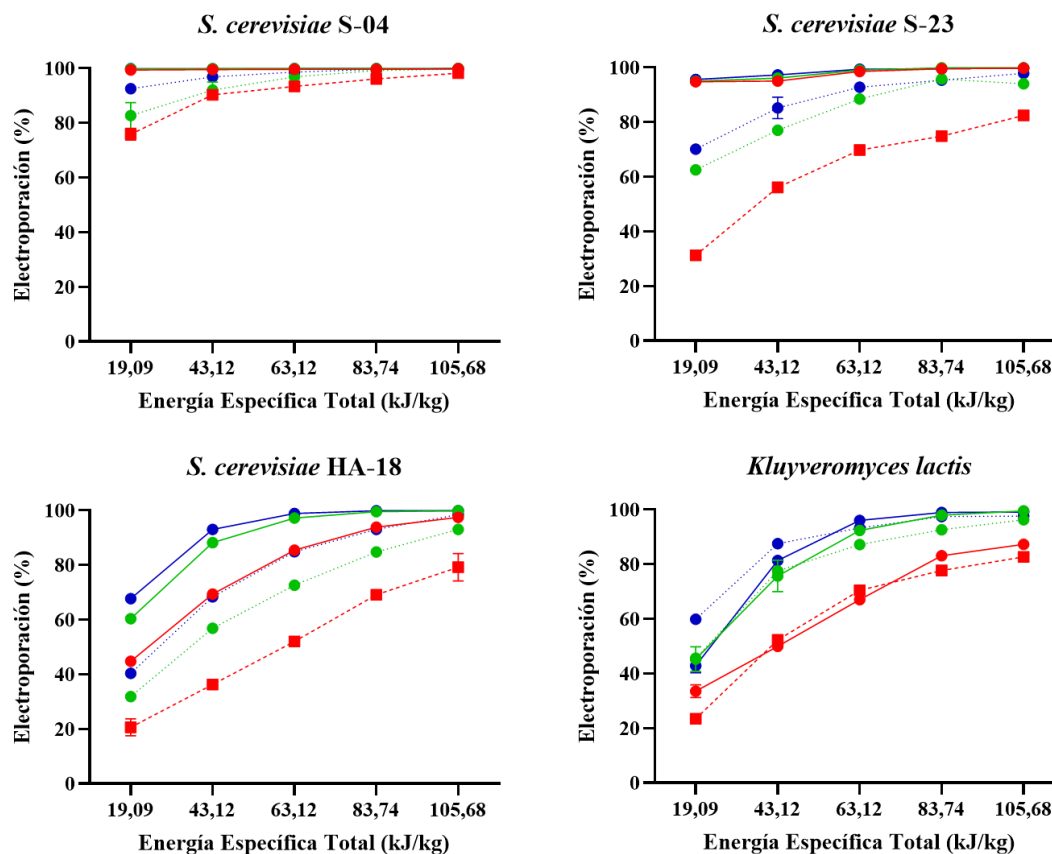 S. cerevisiae S-04
Electroporación (%)
100
80
60
40
20
0
19,09 43,12 63,12 83,74 105,68
Energía Específica Total (kJ/kg)
S. cerevisiae S-23
Electroporación (%)
100
80
60
40
20
0
19,09 43,12 63,12 83,74 105,68
Energía Específica Total (kJ/kg)
S. cerevisiae HA-18
Electroporación (%)
100
80
60
40
20
0
19,09 43,12 63,12 83,74 105,68
Energía Específica Total (kJ/kg)
Kluyveromyces lactis
Electroporación (%)
100
80
60
40
20
0
19,09 43,12 63,12 83,74 105,68
Energía Específica Total (kJ/kg)